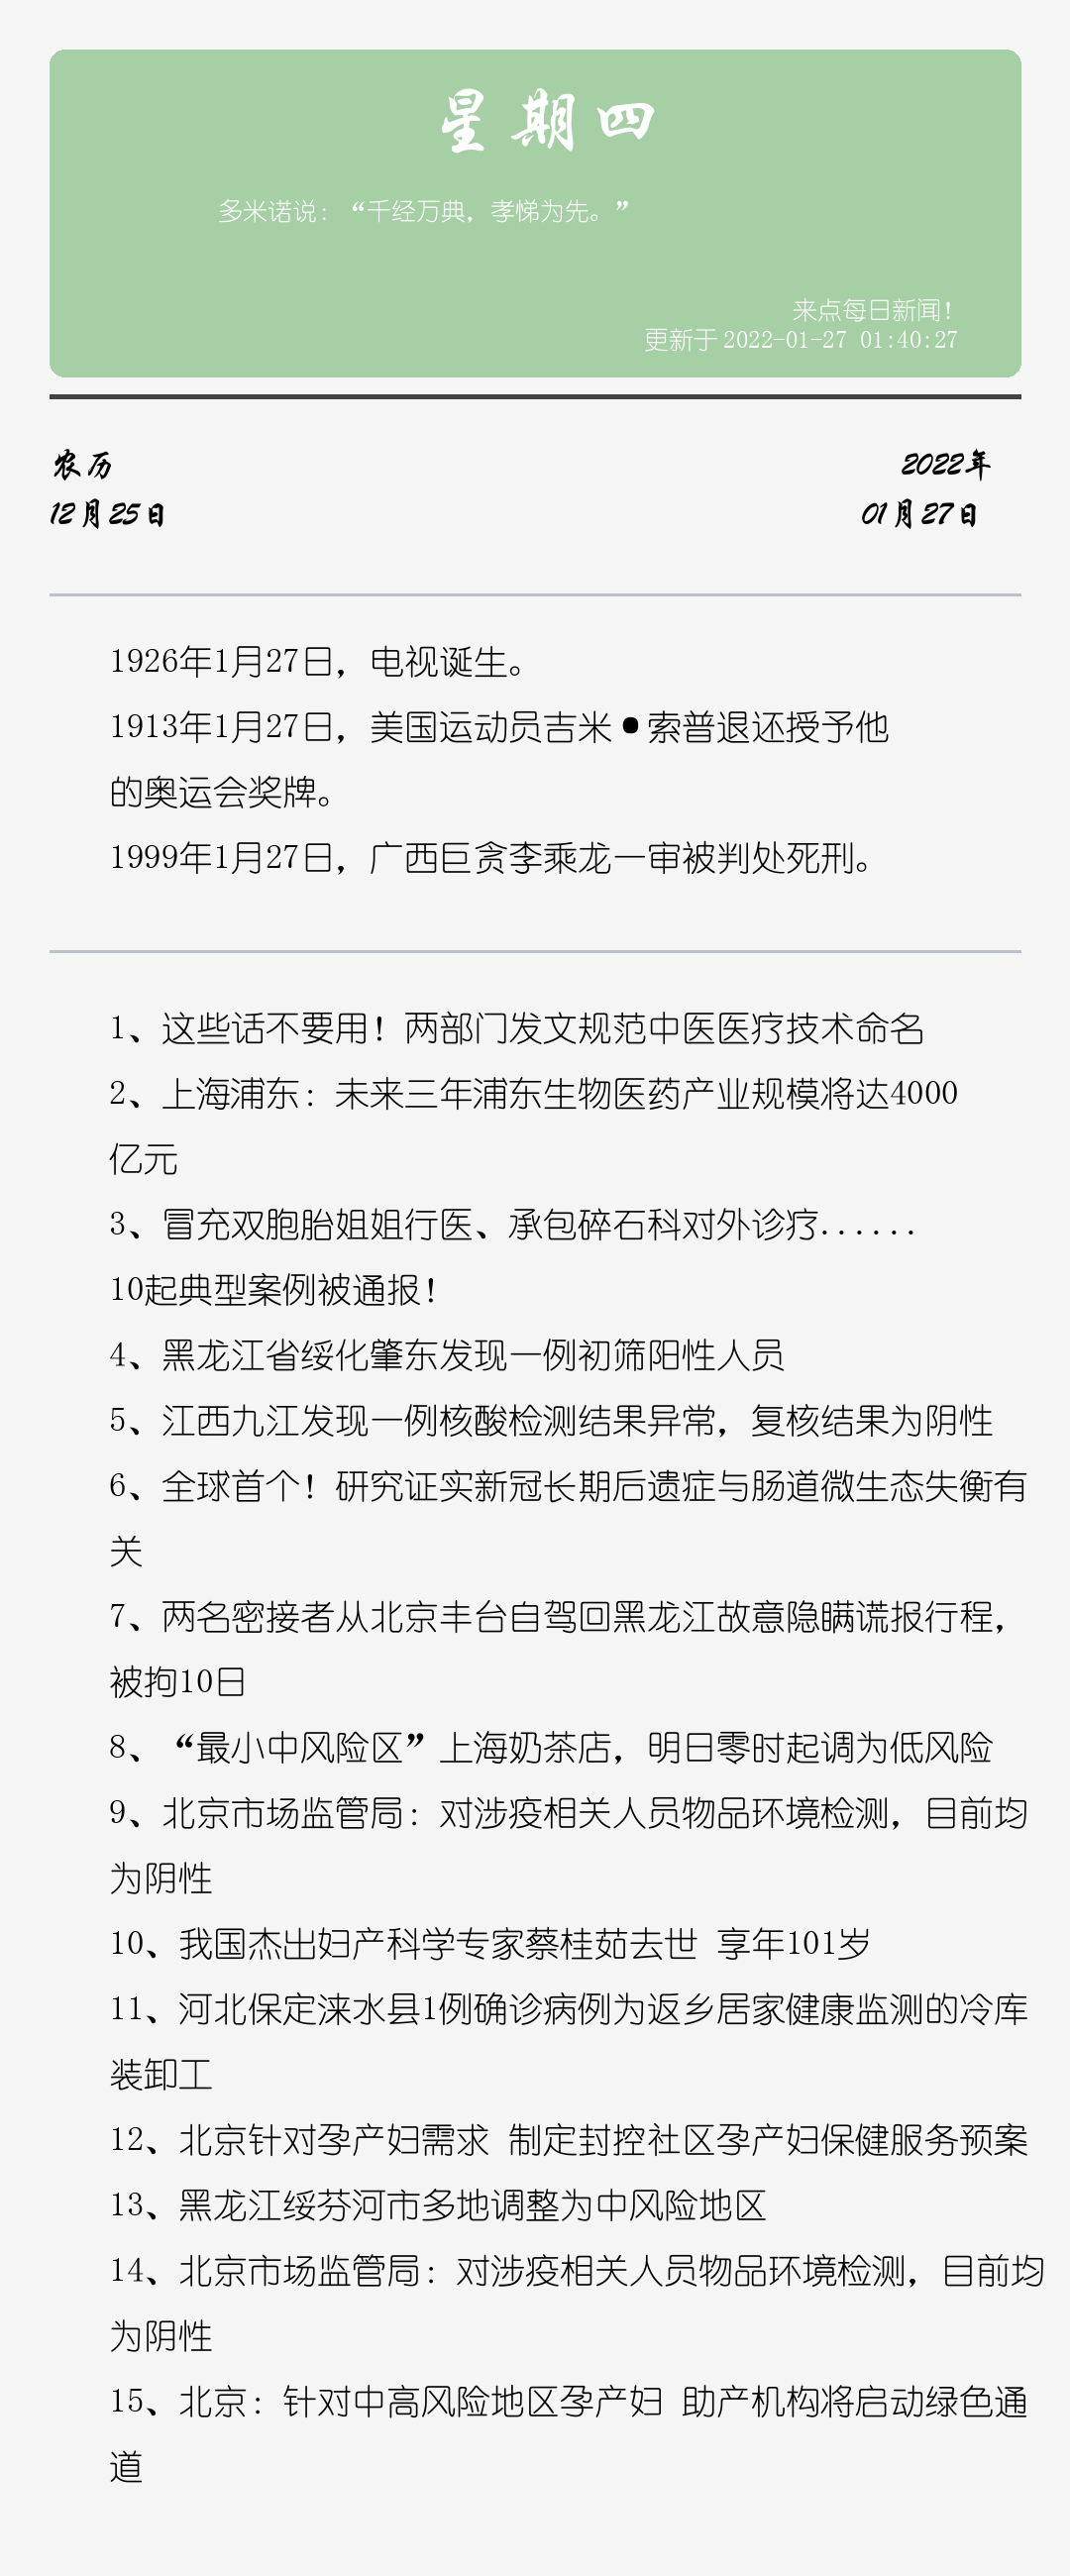 星期四
多米诺说：“千经万典，孝悌为先。”
来点每日新闻！
更新于 2022-01-27 01:40:27
农历
2022年
12月25日
01月27日
1926年1月27日，电视诞生。
1913年1月27日，美国运动员吉米•索普退还授予他
的奥运会奖牌。
1999年1月27日，广西巨贪李乘龙一审被判处死刑。
1、这些话不要用！两部门发文规范中医医疗技术命名
2、上海浦东：未来三年浦东生物医药产业规模将达4000
亿元
3、冒充双胞胎姐姐行医、承包碎石科对外诊疗......
10起典型案例被通报！
4、黑龙江省绥化肇东发现一例初筛阳性人员
5、江西九江发现一例核酸检测结果异常，复核结果为阴性
6、全球首个！研究证实新冠长期后遗症与肠道微生态失衡有
关
7、两名密接者从北京丰台自驾回黑龙江故意隐瞒谎报行程，
被拘10日
8、“最小中风险区”上海奶茶店，明日零时起调为低风险
9、北京市场监管局：对涉疫相关人员物品环境检测，目前均
为阴性
10、我国杰出妇产科学专家蔡桂茹去世 享年101岁
11、河北保定涞水县1例确诊病例为返乡居家健康监测的冷库
装卸工
12、北京针对孕产妇需求 制定封控社区孕产妇保健服务预案
13、黑龙江绥芬河市多地调整为中风险地区
14、北京市场监管局：对涉疫相关人员物品环境检测，目前均
为阴性
15、北京：针对中高风险地区孕产妇 助产机构将启动绿色通
道